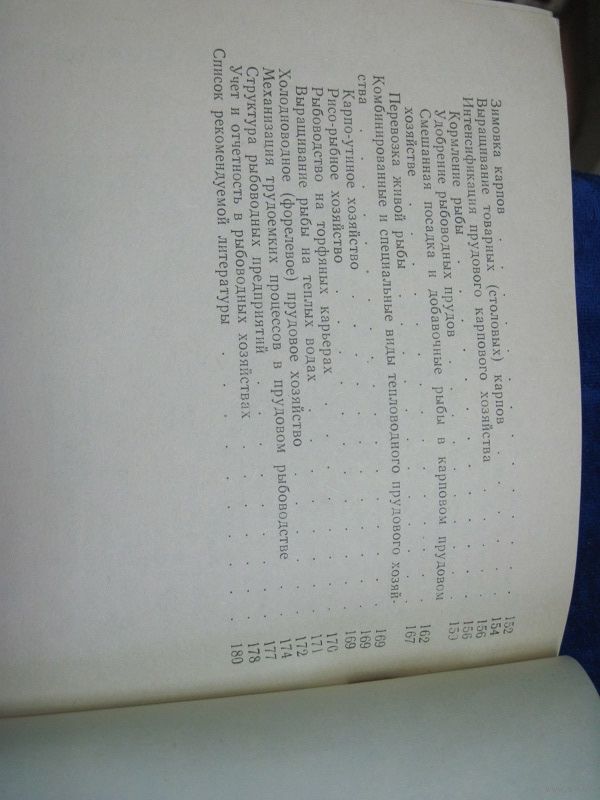 Зимовка карпов . . . . . . . . . 152
Выращивание товарных (столовых) карпов . . . . 154
Интенсификация прудового карпового хозяйства . . . 156
Кормление рыбы . . . . . . . . . 156
Удобрение рыбоводных прудов . . . . . . 159
Смешанная посадка и добавочные рыбы в карповом прудовом
хозяйстве . . . . . . . . . . 162
Перевозка живой рыбы . . . . . . . . 167
Комбинированные и специальные виды тепловодного прудового хозяй-
ства . . . . . . . . . . . 169
Карпо-утиное хозяйство . . . . . . . . 169
Рисо-рыбное хозяйство . . . . . . . . 169
Рыбоводство на торфяных карьерах . . . . . . 170
Выращивание рыбы на теплых водах . . . . . . 171
Холодноводное (форелевое) прудовое хозяйство . . . . 172
Механизация трудоемких процессов в прудовом рыбоводстве . . 174
Структура рыбоводных предприятий . . . . . . 177
Учет и отчетность в рыбоводных хозяйствах . . . . . 178
Список рекомендуемой литературы . . . . . . . 180